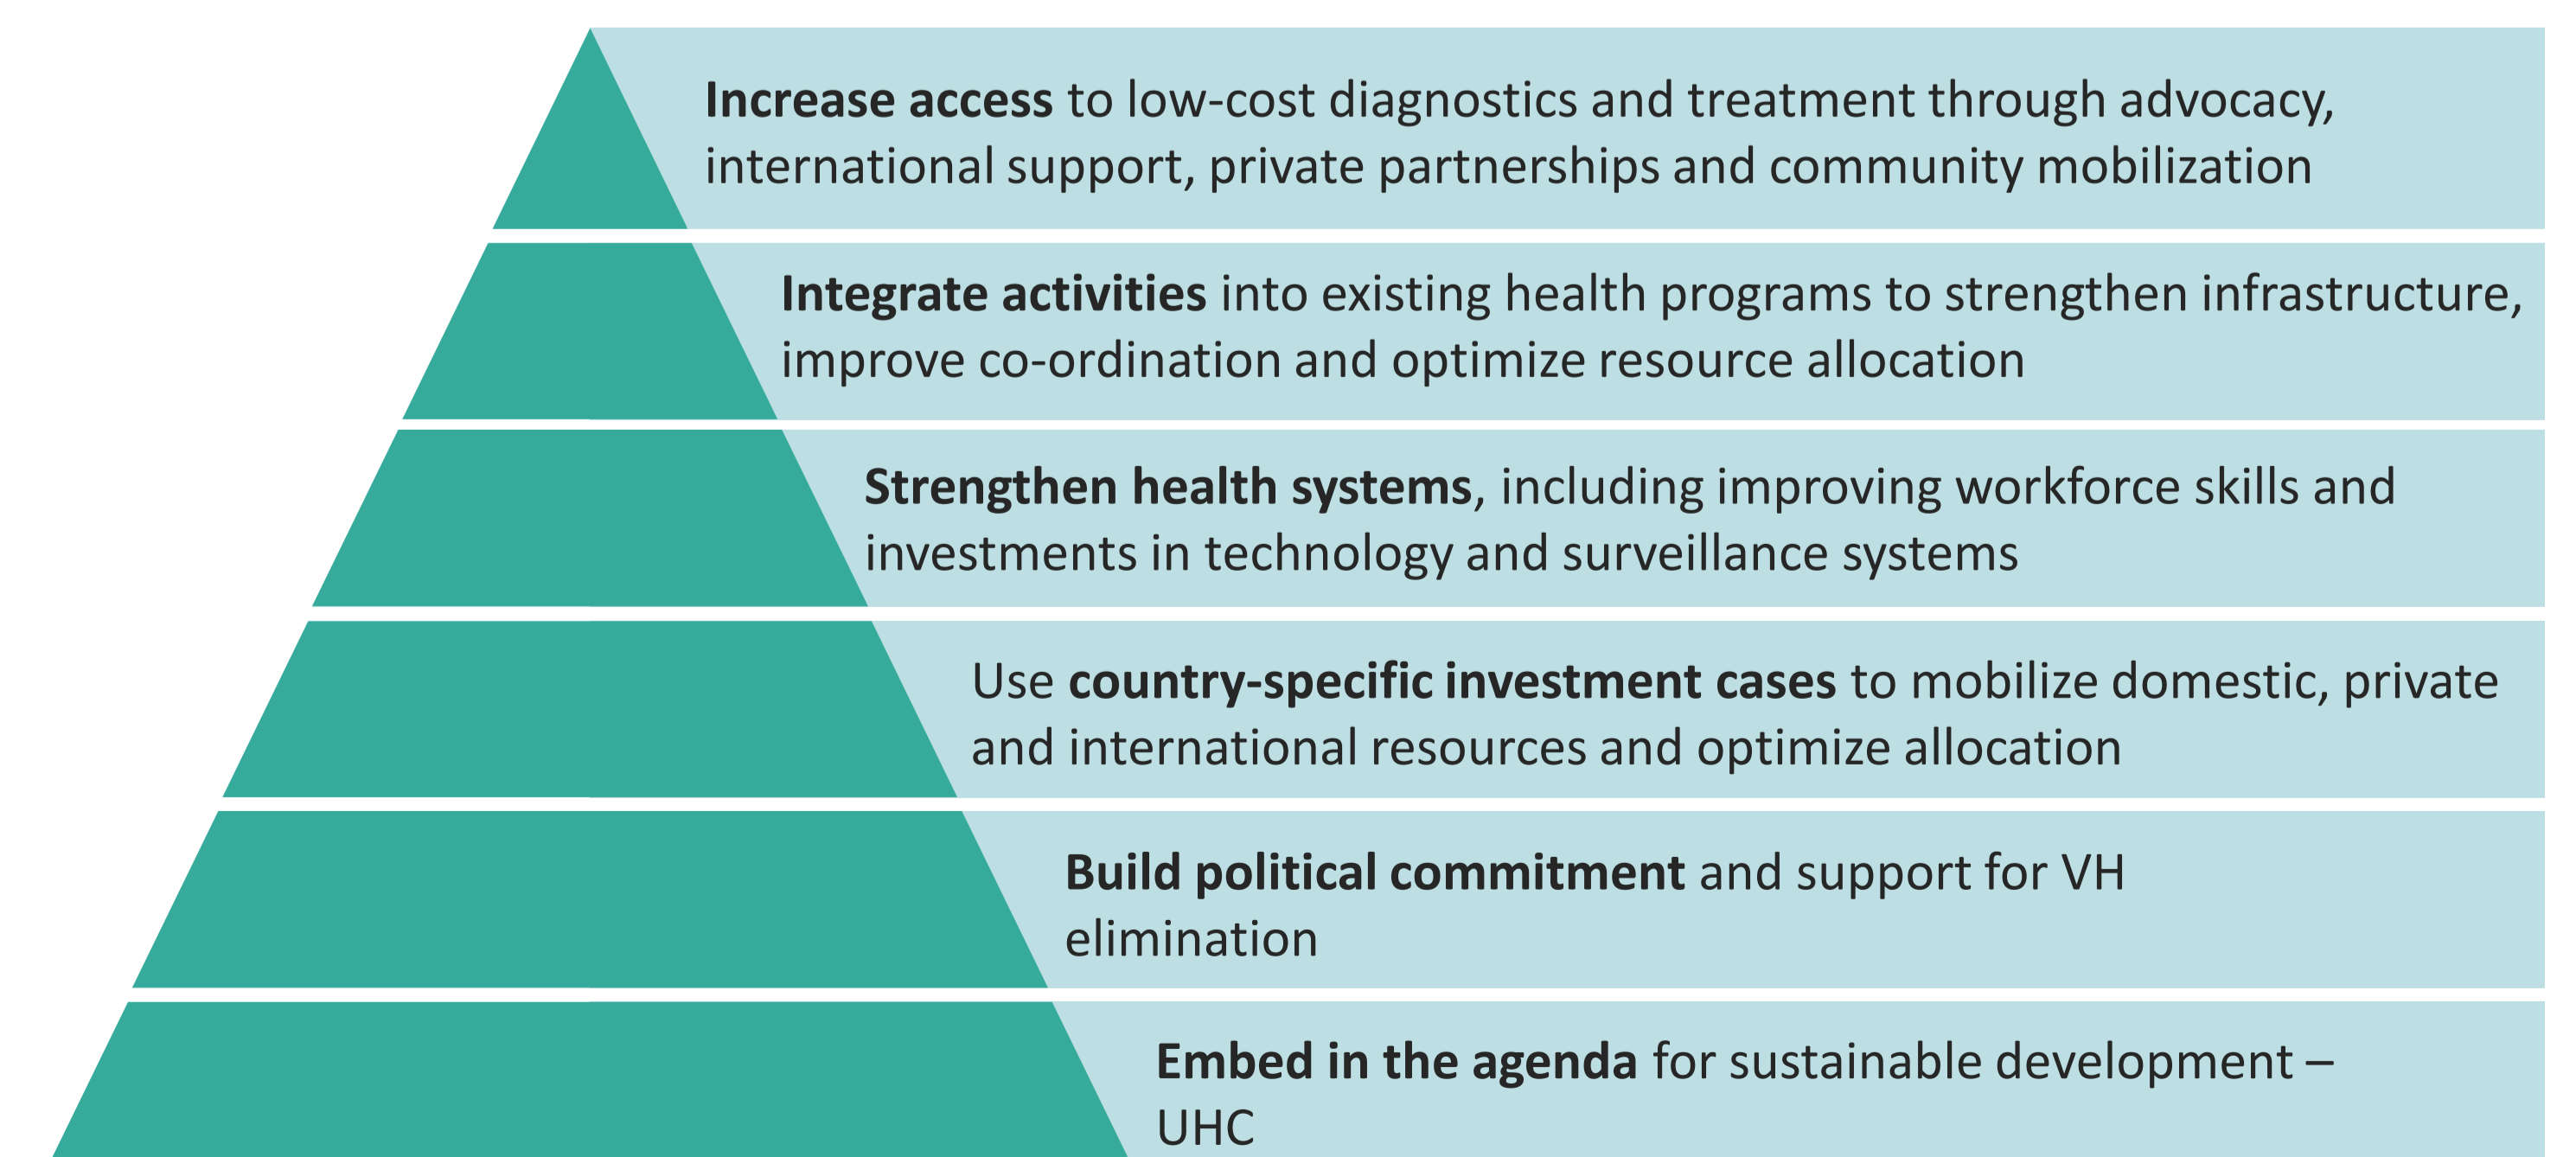 Increase access to low-cost diagnostics and treatment through advocacy,
international support, private partnerships and community mobilization
Integrate activities into existing health programs to strengthen infrastructure,
improve co-ordination and optimize resource allocation
Strengthen health systems, including improving workforce skills and
investments in technology and surveillance systems
Use country-specific investment cases to mobilize domestic, private
and international resources and optimize allocation
Build political commitment and support for VH
elimination
Embed in the agenda for sustainable development –
UHC